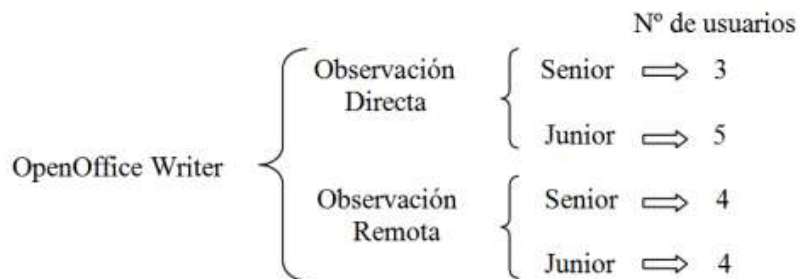 Nº de usuarios
Observación
Directa
Senior 3
Junior 5
OpenOffice Writer
Observación
Remota
Senior 4
Junior 4